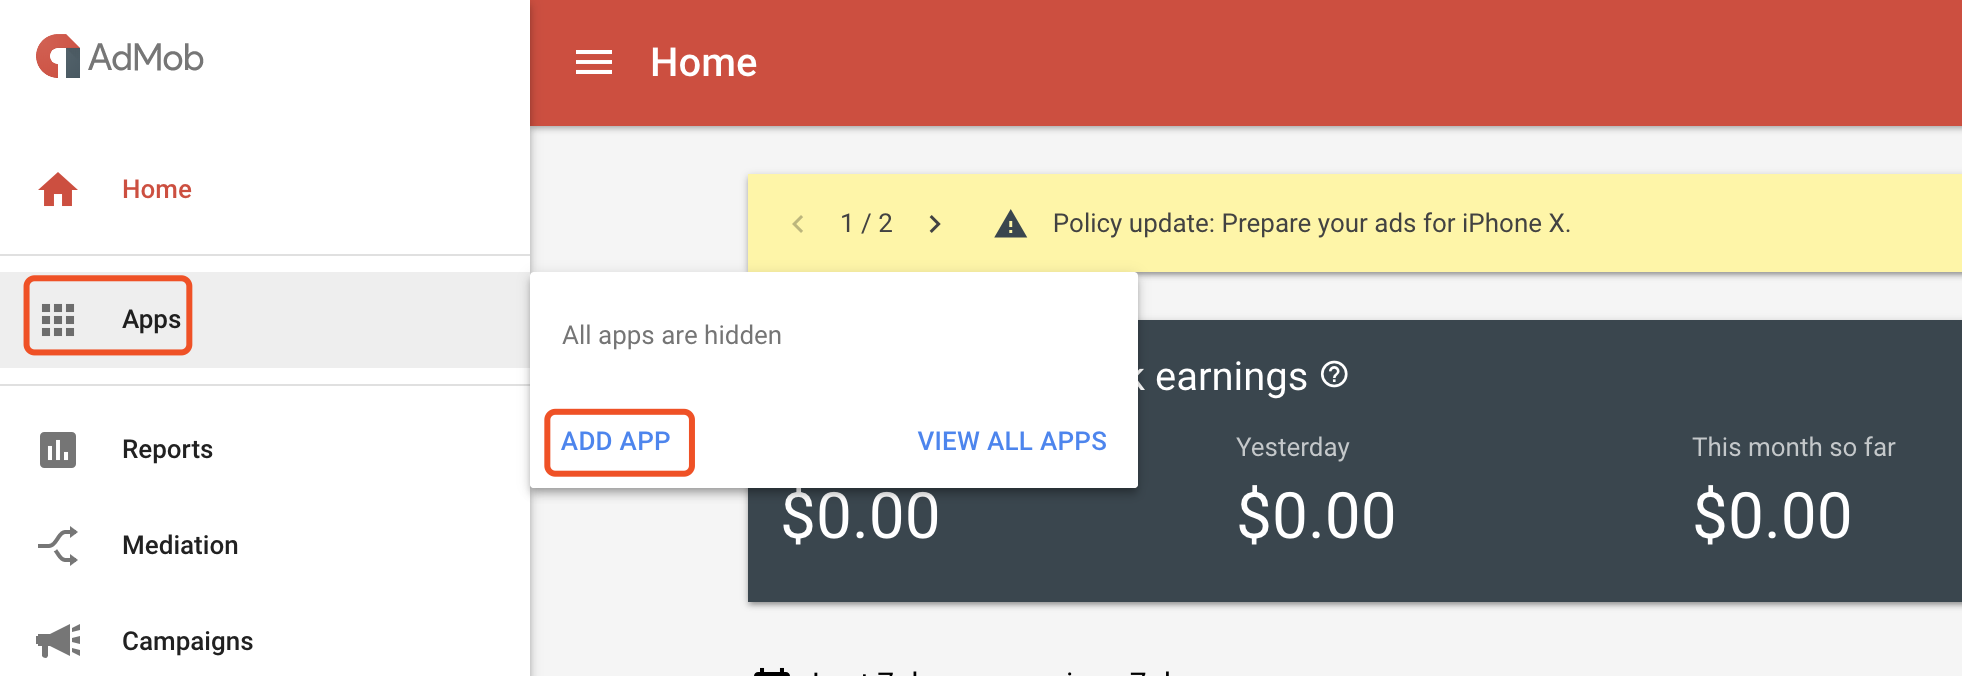 AdMob
Home
Home
Apps
Reports
Mediation
Campaigns
1 / 2
Policy update: Prepare your ads for iPhone X.
All apps are hidden
ADD APP
VIEW ALL APPS
earnings
Yesterday
This month so far
$0.00
$0.00
$0.00